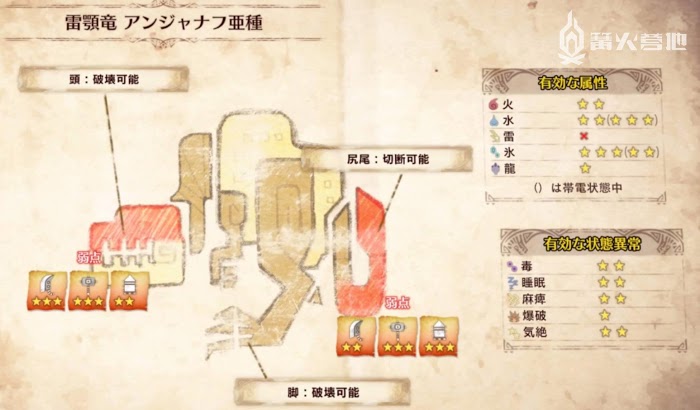 雷顎竜 アンジャナフ亜種
篝火营地
頭：破壊可能
尻尾：切断可能
弱点
★★★
★★★
★★
弱点
★★
★★★
★★★
脚：破壊可能
有効な属性
火 ★★
水 ★★(★★★)
雷 ✖
氷 ★★★(★★)
龍 ★
（）は帯電状態中
有効な状態異常
毒 ★★
睡眠 ★★
麻痺 ★★
爆破 ★
気絶 ★★